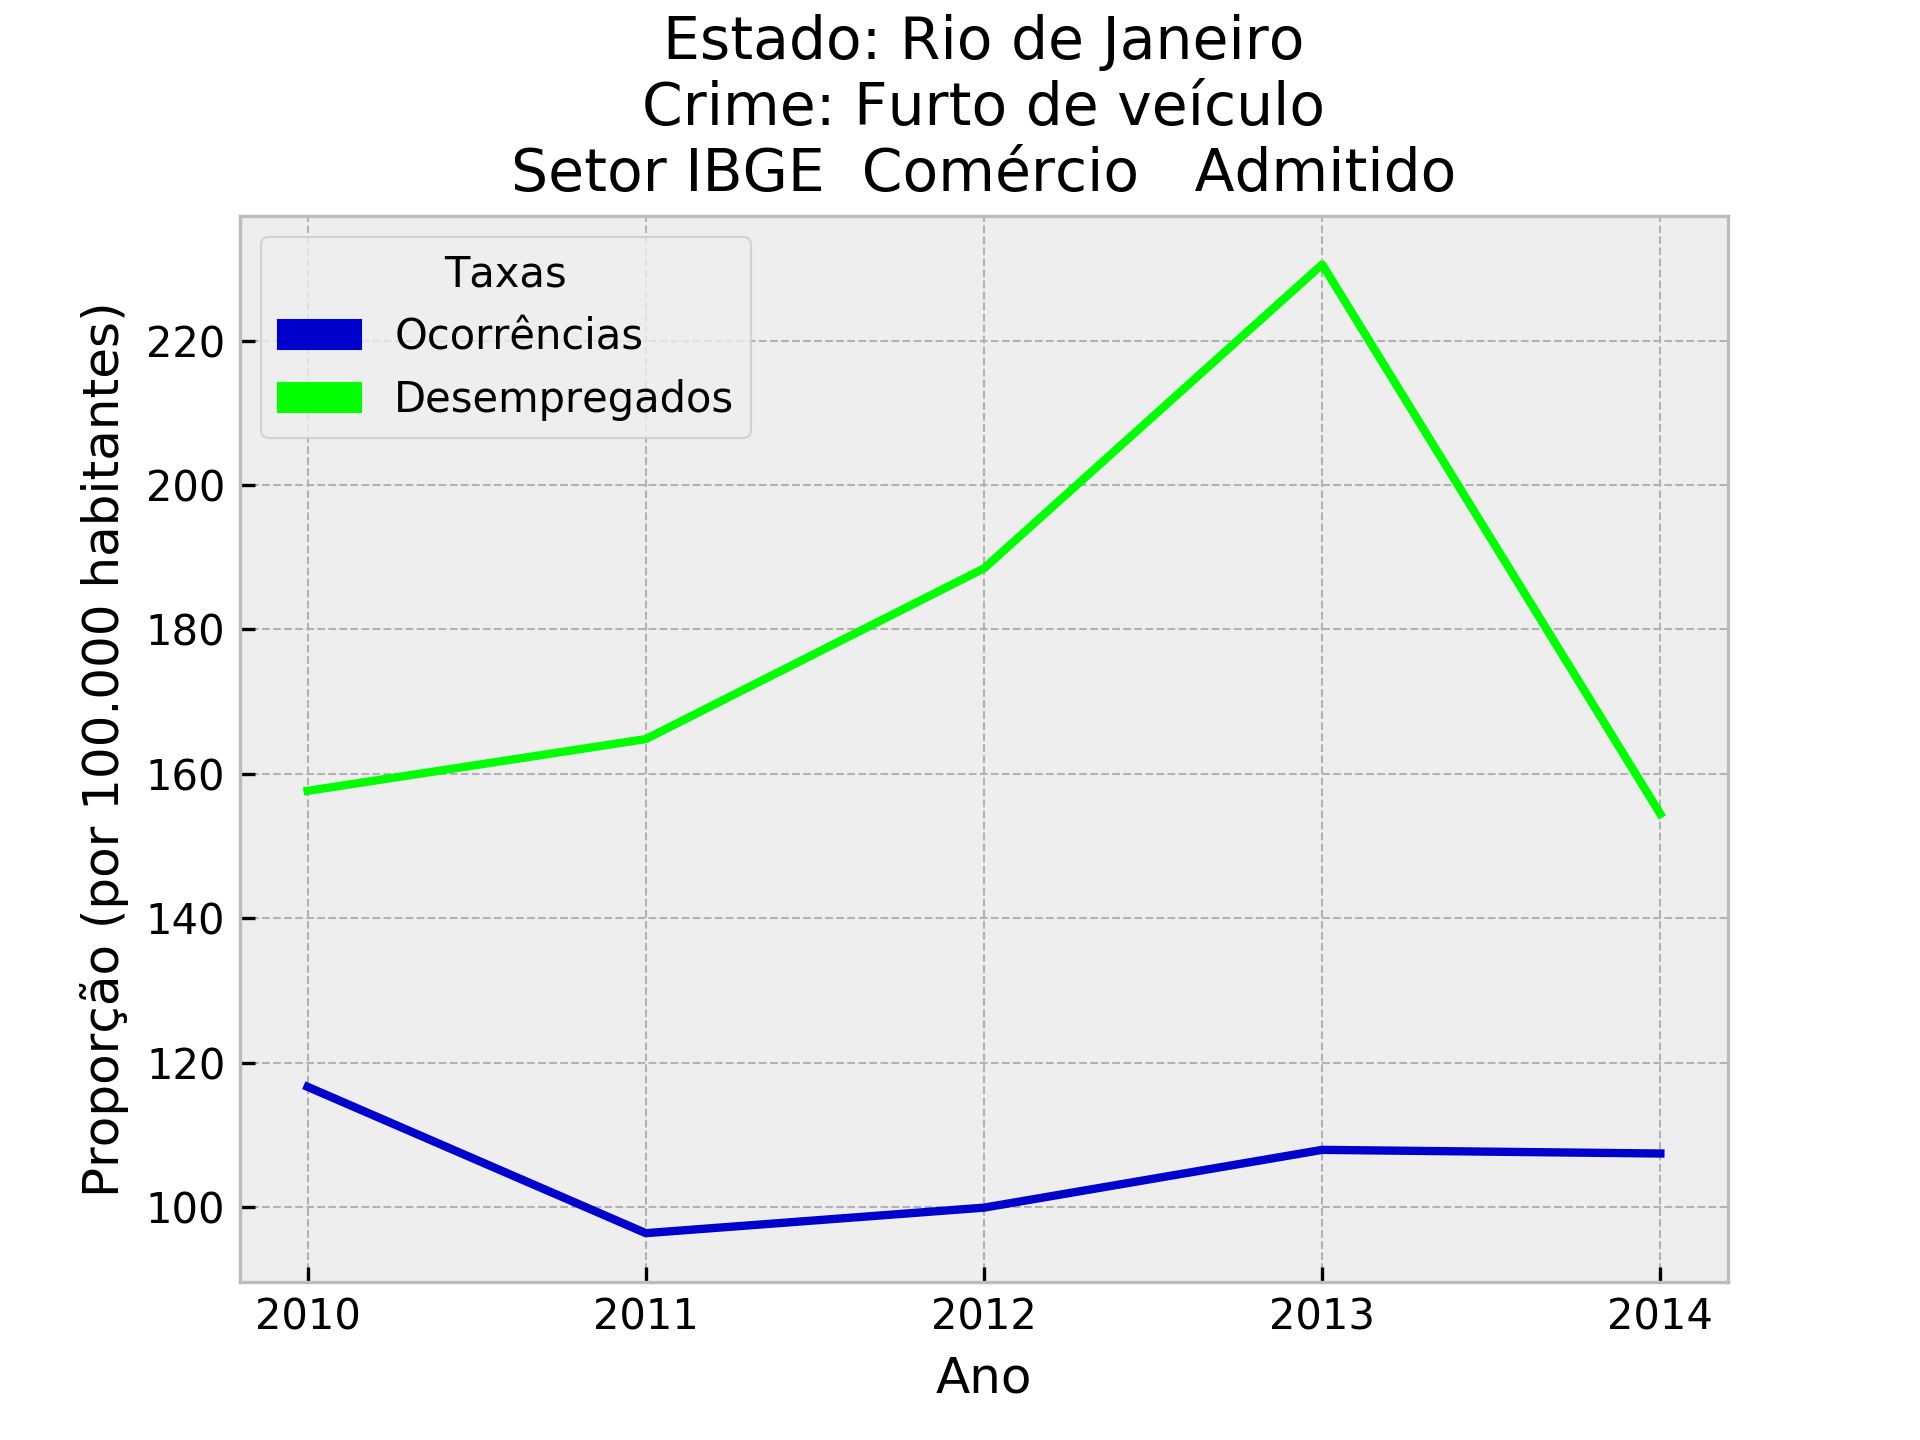 Estado: Rio de Janeiro
Crime: Furto de veículo
Setor IBGE  Comércio   Admitido
Taxas
Ocorrências
Desempregados
Proporção (por 100.000 habitantes)
220
200
180
160
140
120
100
2010
2011
2012
2013
2014
Ano